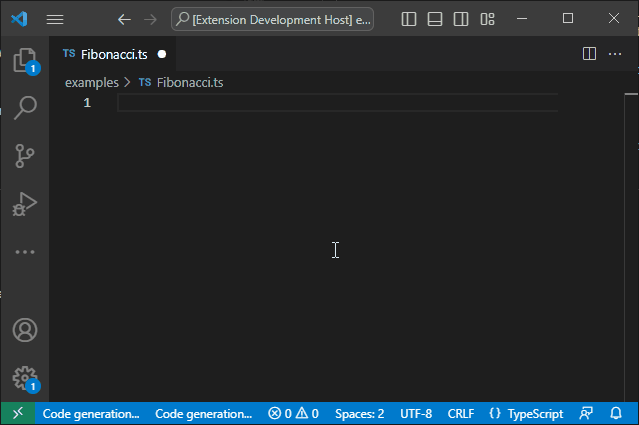 [Extension Development Host] e...
TS Fibonacci.ts
1
examples > TS Fibonacci.ts
1
1
Code generation... Code generation... 0 0 Spaces: 2 UTF-8 CRLF {} TypeScript